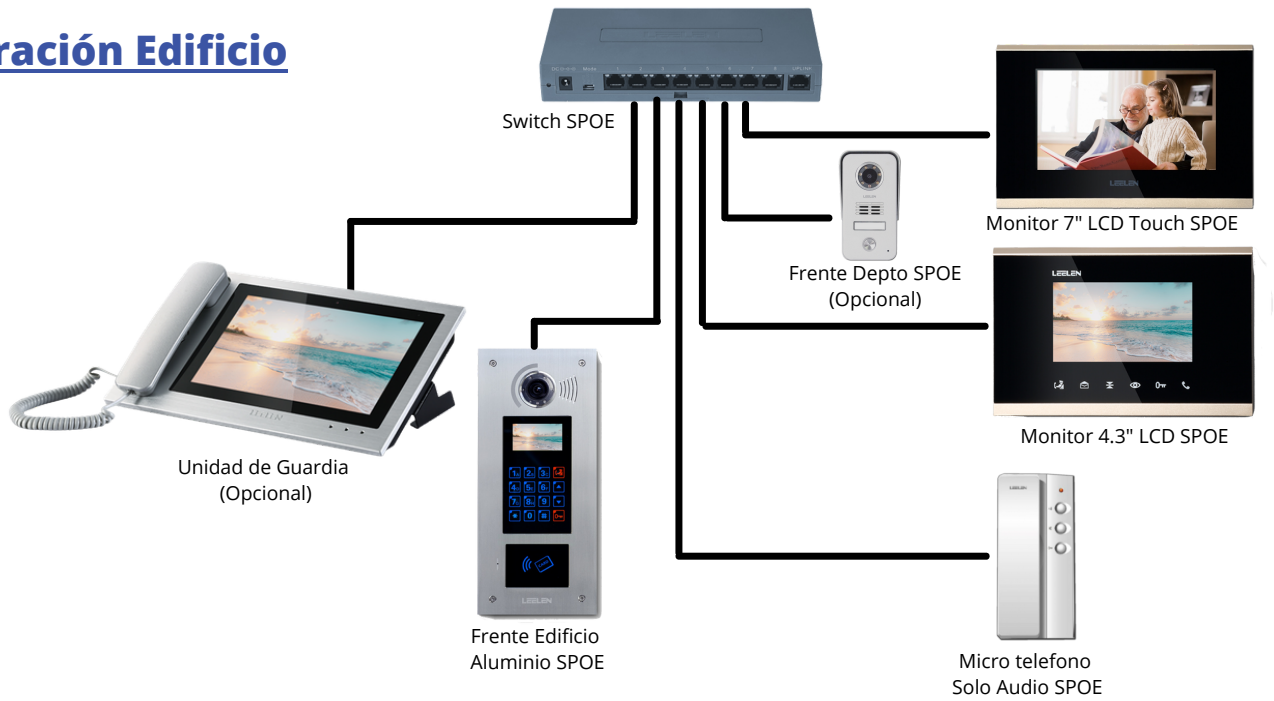 ración Edificio
Switch SPOE
Monitor 7" LCD Touch SPOE
LEELEN
Frente Depto SPOE
(Opcional)
LEELEN
Monitor 4.3" LCD SPOE
Unidad de Guardia
(Opcional)
LEELEN
Frente Edificio
Aluminio SPOE
LEELEN
Micro telefono
Solo Audio SPOE